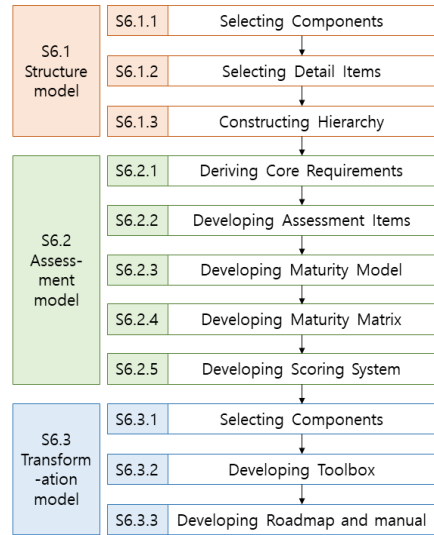 S6.1
Structure
model
S6.1.1 Selecting Components
S6.1.2 Selecting Detail Items
S6.1.3 Constructing Hierarchy
S6.2
Assess-
ment
model
S6.2.1 Deriving Core Requirements
S6.2.2 Developing Assessment Items
S6.2.3 Developing Maturity Model
S6.2.4 Developing Maturity Matrix
S6.2.5 Developing Scoring System
S6.3
Transform
-ation
model
S6.3.1 Selecting Components
S6.3.2 Developing Toolbox
S6.3.3 Developing Roadmap and manual